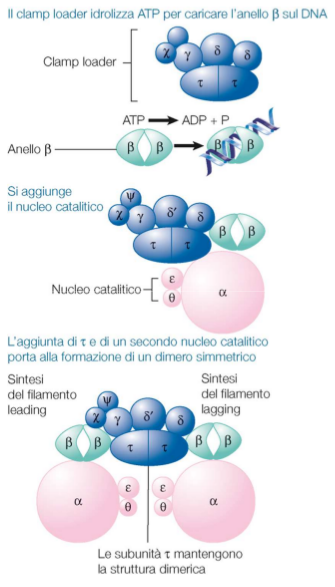 Il clamp loader idrolizza ATP per caricare l'anello β sul DNA
Clamp loader
χ γ δ δ
τ τ
ATP ADP + P
Anello β
β β β β
Si aggiunge
il nucleo catalitico
ψ
χ γ δ′ δ
τ τ
β β
Nucleo catalitico
ε
θ
α
L'aggiunta di τ e di un secondo nucleo catalitico
porta alla formazione di un dimero simmetrico
Sintesi
del filamento
leading
Sintesi
del filamento
lagging
ψ
χ γ δ′ δ
β β τ τ β β
α ε ε α
θ θ
Le subunità τ mantengono
la struttura dimerica